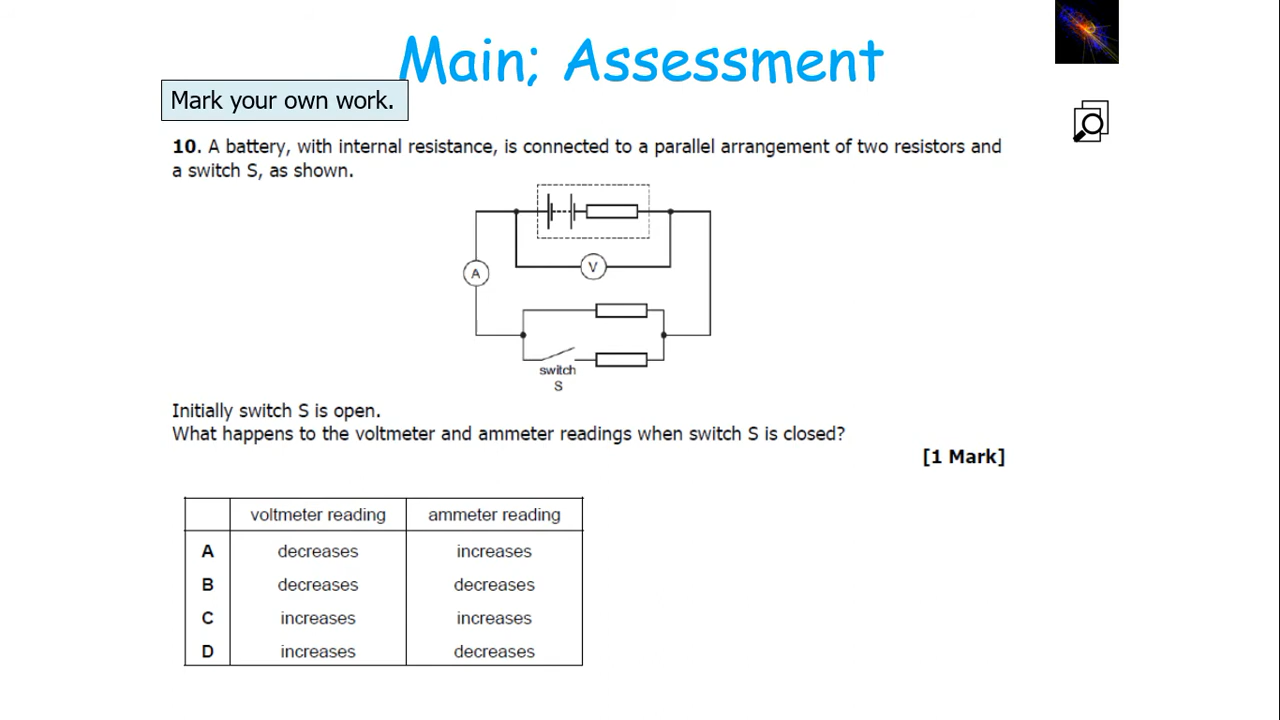 Main; Assessment
Mark your own work.
10. A battery, with internal resistance, is connected to a parallel arrangement of two resistors and
a switch S, as shown.
A
V
switch
S
Initially switch S is open.
What happens to the voltmeter and ammeter readings when switch S is closed?
[1 Mark]
voltmeter reading ammeter reading
A decreases increases
B decreases decreases
C increases increases
D increases decreases